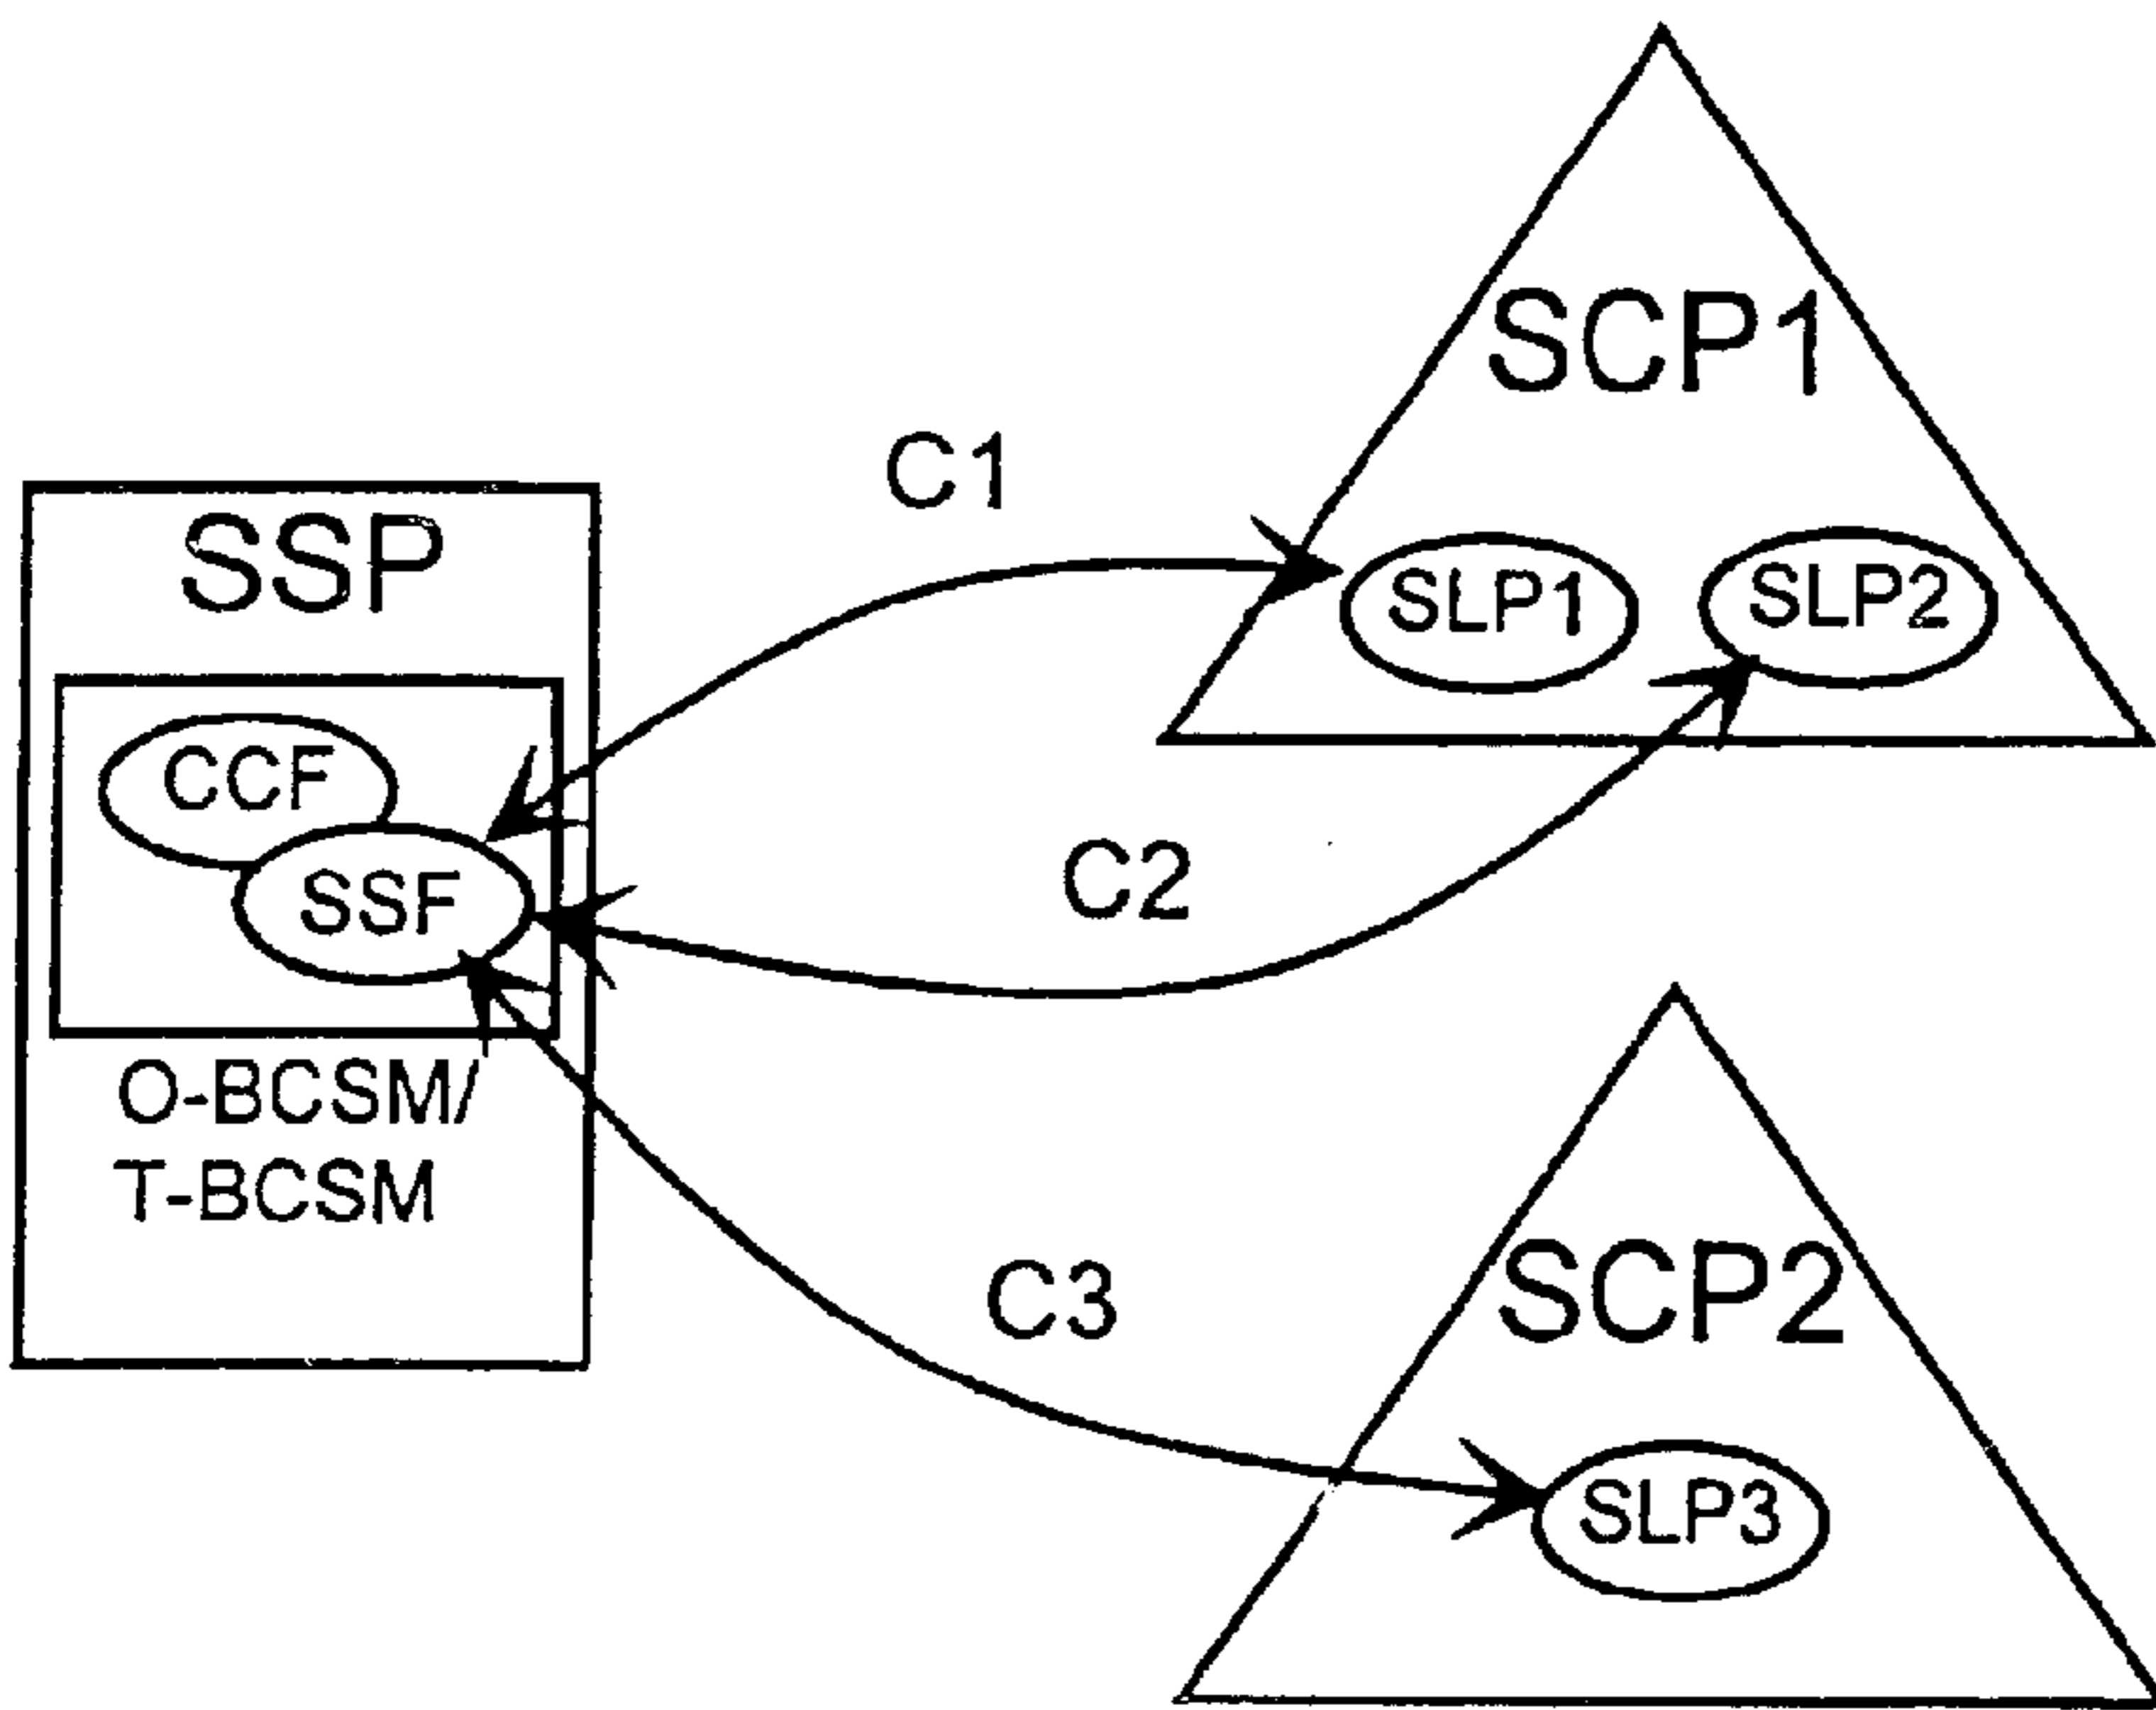 SCP1
C1
SSP
SLP1
SLP2
CCF
SSF
C2
O-BCSM/
T-BCSM
C3
SCP2
SLP3